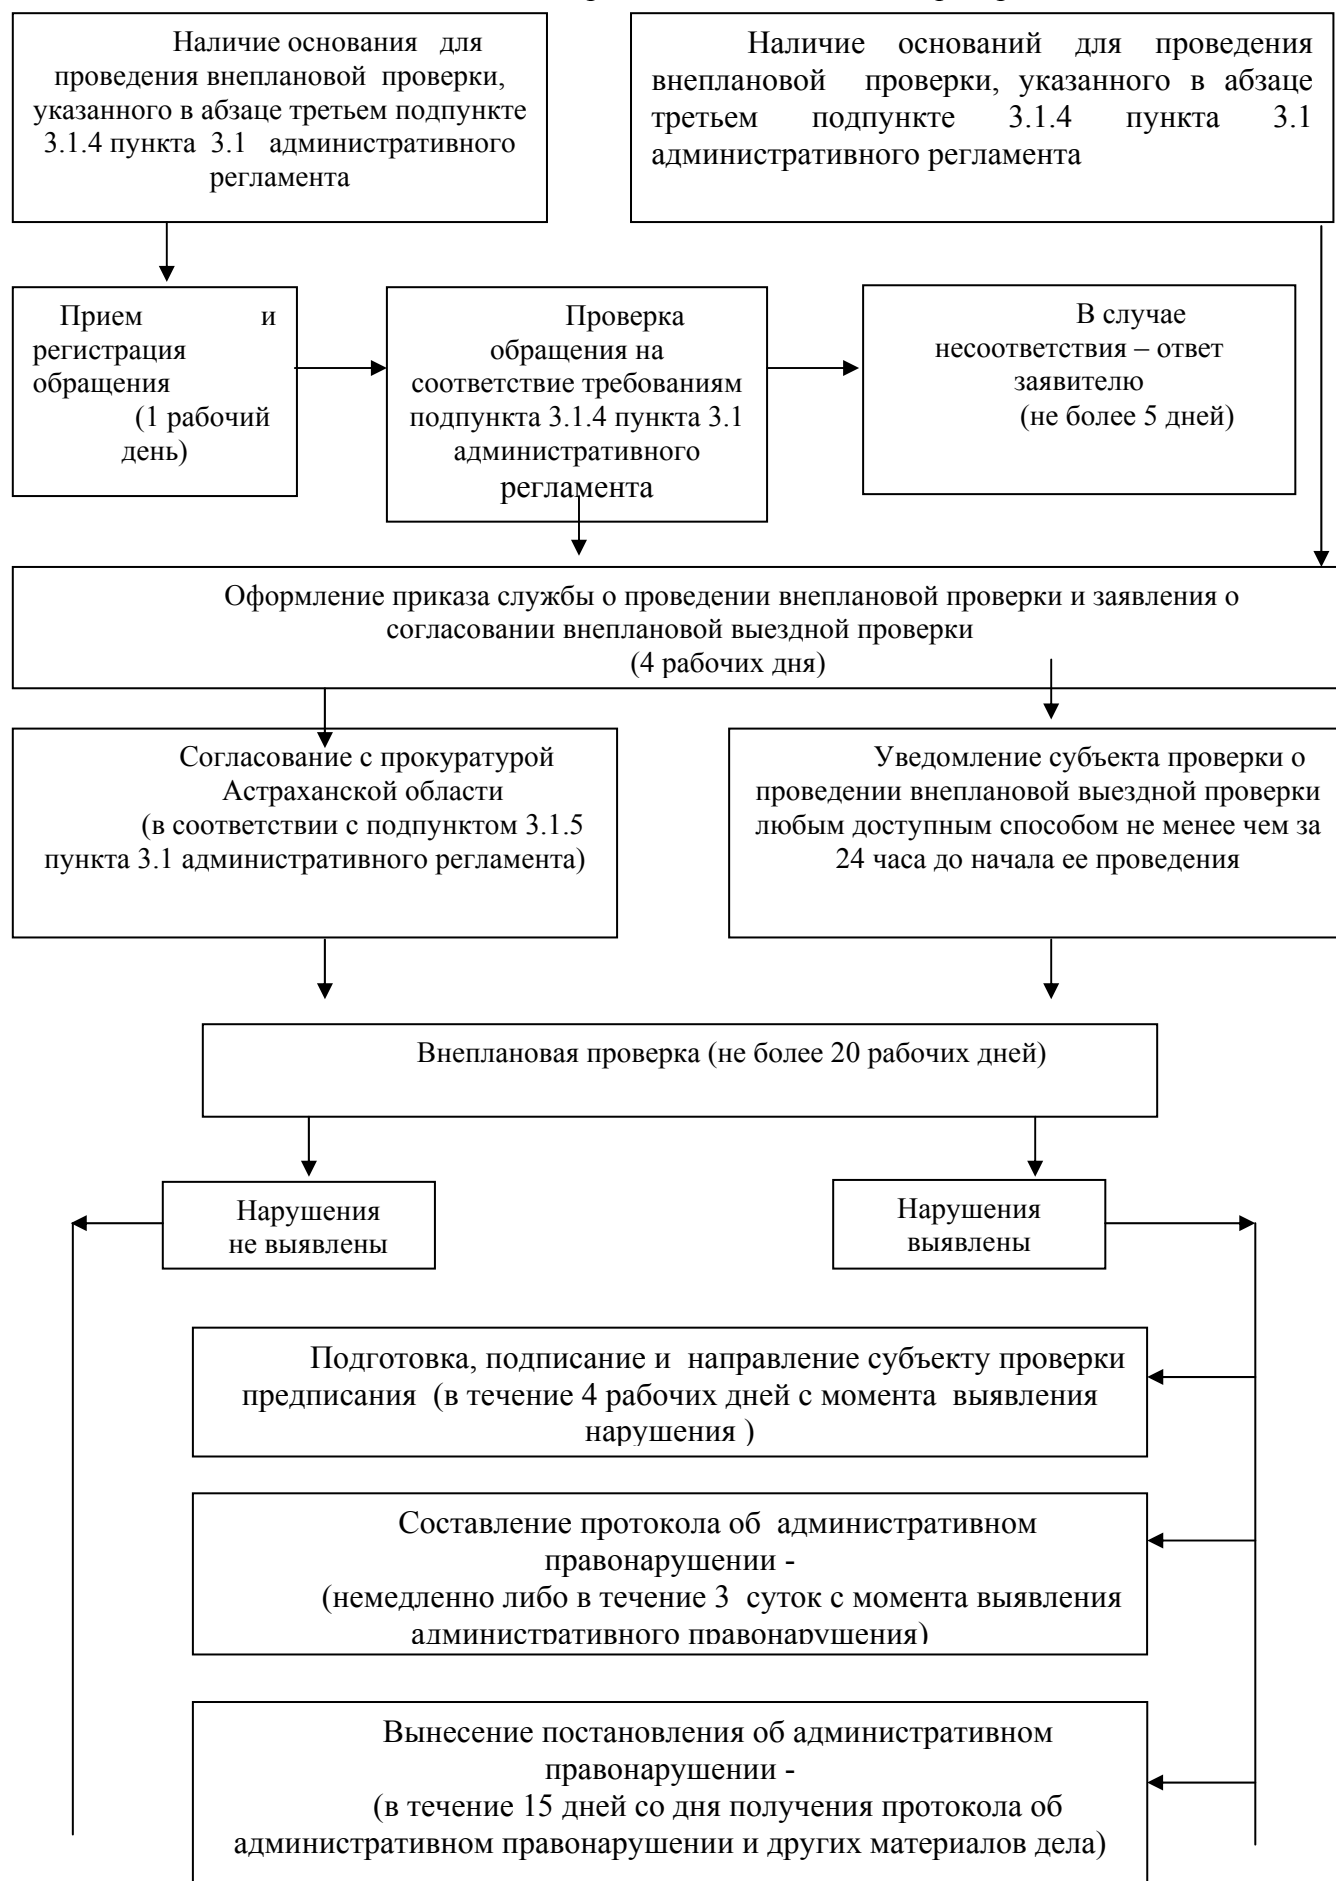 Наличие основания для
проведения внеплановой проверки,
указанного в абзаце третьем подпункте
3.1.4 пункта 3.1 административного
регламента
Наличие оснований для проведения
внеплановой проверки, указанного в абзаце
третьем подпункте 3.1.4 пункта 3.1
административного регламента
Прием и
регистрация
обращения
(1 рабочий
день)
Проверка
обращения на
соответствие требованиям
подпункта 3.1.4 пункта 3.1
административного
регламента
В случае
несоответствия – ответ
заявителю
(не более 5 дней)
Оформление приказа службы о проведении внеплановой проверки и заявления о
согласовании внеплановой выездной проверки
(4 рабочих дня)
Согласование с прокуратурой
Астраханской области
(в соответствии с подпунктом 3.1.5
пункта 3.1 административного регламента)
Уведомление субъекта проверки о
проведении внеплановой выездной проверки
любым доступным способом не менее чем за
24 часа до начала ее проведения
Внеплановая проверка (не более 20 рабочих дней)
Нарушения
не выявлены
Нарушения
выявлены
Подготовка, подписание и направление субъекту проверки
предписания (в течение 4 рабочих дней с момента выявления
нарушения )
Составление протокола об административном
правонарушении -
(немедленно либо в течение 3 суток с момента выявления
административного правонарушения)
Вынесение постановления об административном
правонарушении -
(в течение 15 дней со дня получения протокола об
административном правонарушении и других материалов дела)